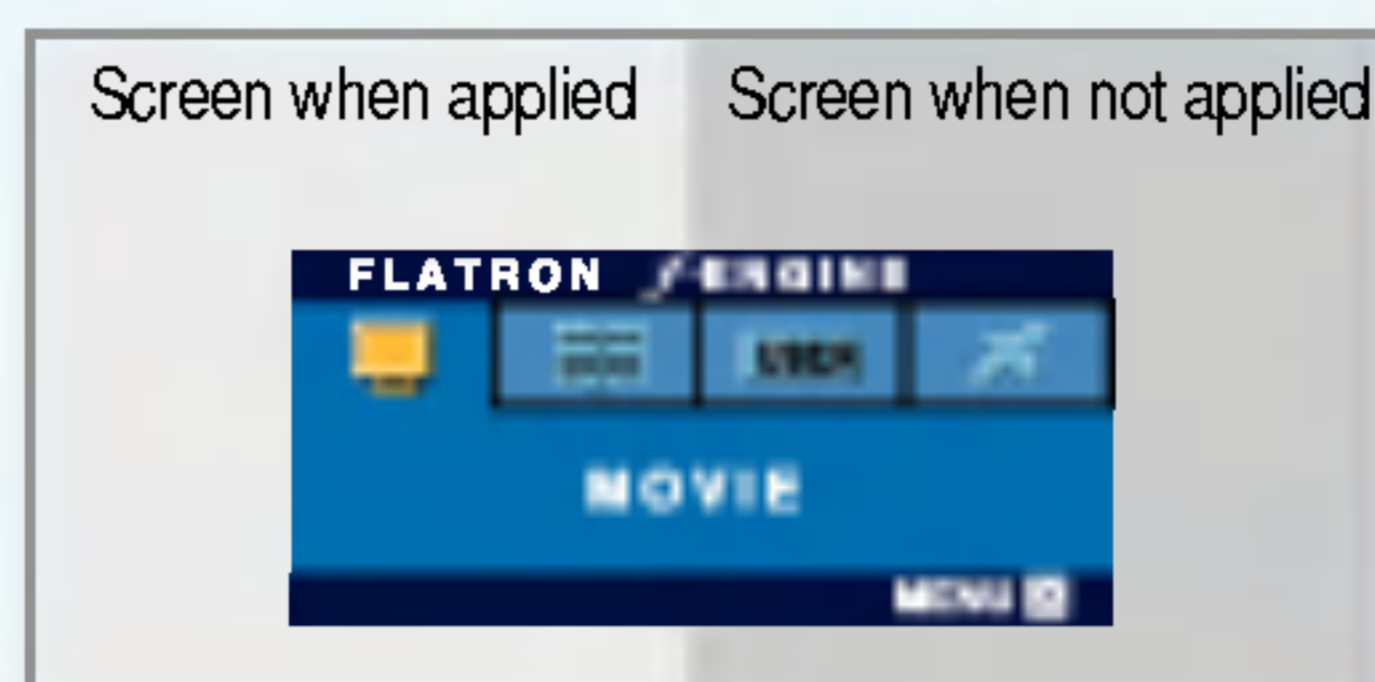 Screen when applied Screen when not applied
FLATRON f-ENGINE
USER
MOVIE
MENU